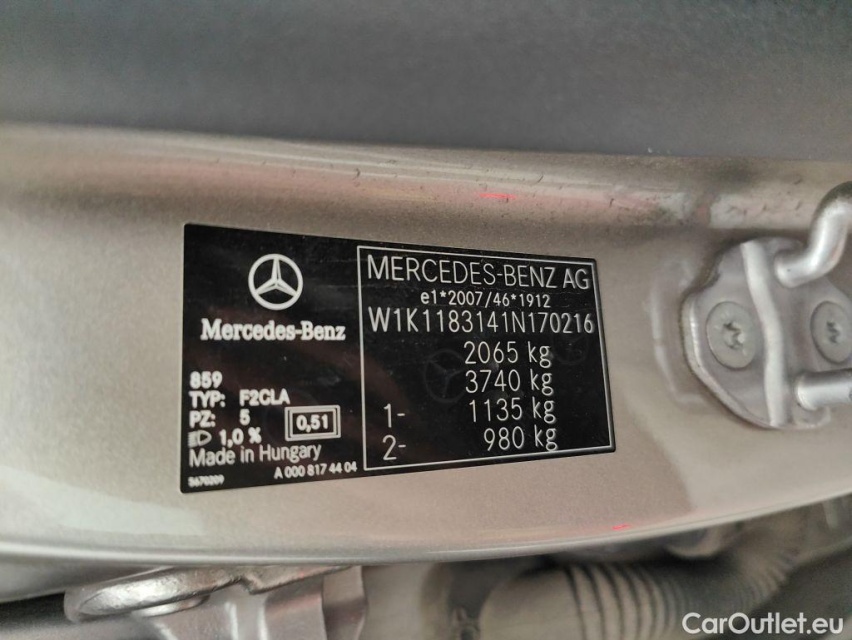 Mercedes-Benz
859
TYP: F2CLA
PZ: 5
1,0 %
0,51
Made in Hungary
5670309
A 000 817 44 04
MERCEDES-BENZ AG
e1*2007/46*1912
W1K1183141N170216
2065 kg
3740 kg
1- 1135 kg
2- 980 kg
CarOutlet.eu